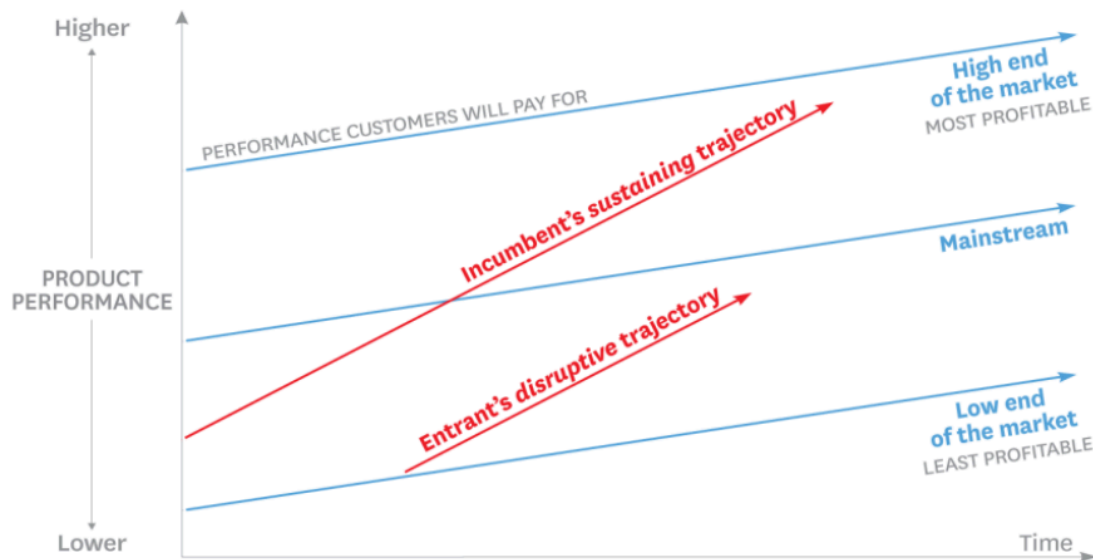 Higher
PERFORMANCE CUSTOMERS WILL PAY FOR
High end
of the market
MOST PROFITABLE
Incumbent’s sustaining trajectory
Mainstream
PRODUCT
PERFORMANCE
Entrant’s disruptive trajectory
Low end
of the market
LEAST PROFITABLE
Lower
Time